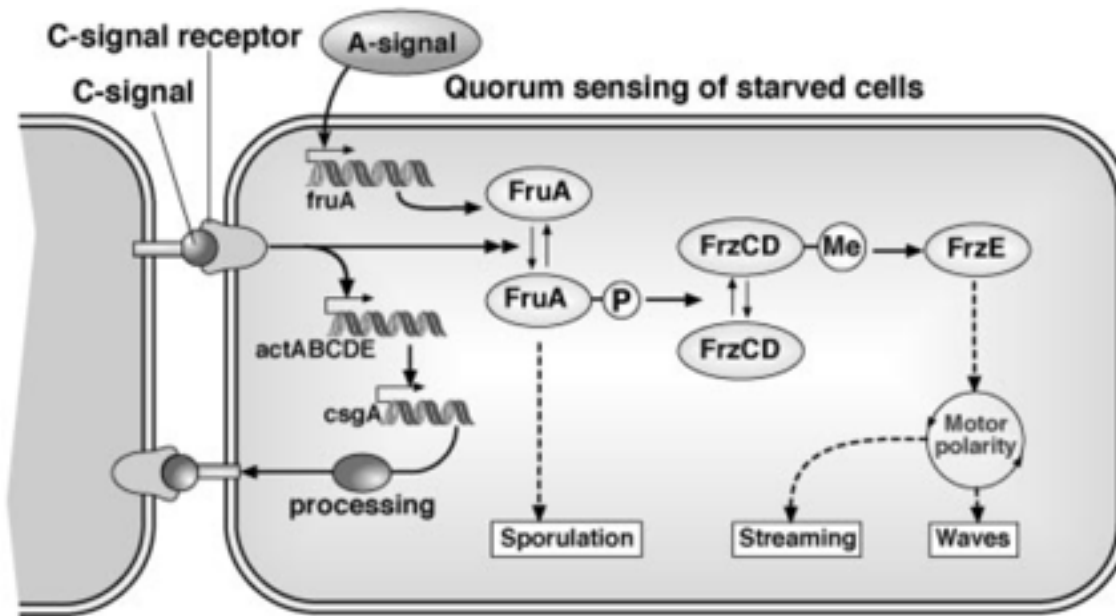 C-signal receptor
A-signal
C-signal
Quorum sensing of starved cells
fruA
FruA
FrzCD
Me
FrzE
FruA
P
FrzCD
actABCDE
csgA
Motor
polarity
processing
Sporulation
Streaming
Waves